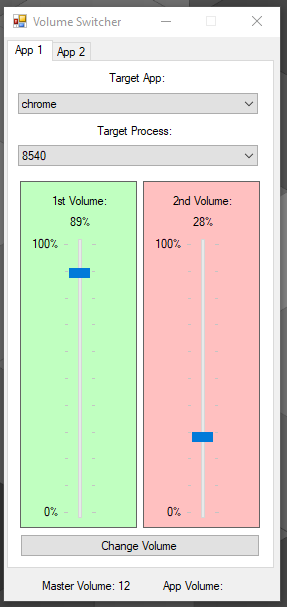 Volume Switcher
App 1
App 2
Target App:
chrome
Target Process:
8540
1st Volume:
89%
100%
0%
2nd Volume:
28%
100%
0%
Change Volume
Master Volume: 12
App Volume: